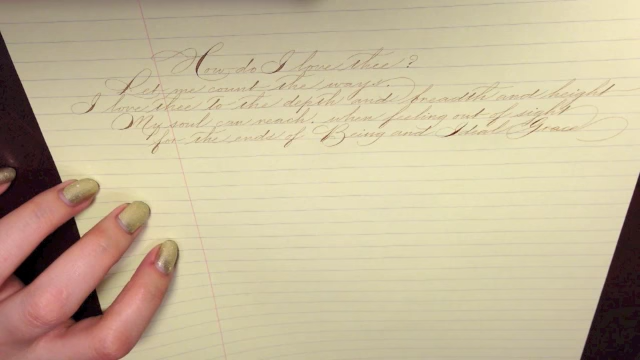 How do I love thee?
Let me count the ways.
I love thee to the depth and breadth and height
My soul can reach, when feeling out of sight
for the ends of Being and Ideal Grace